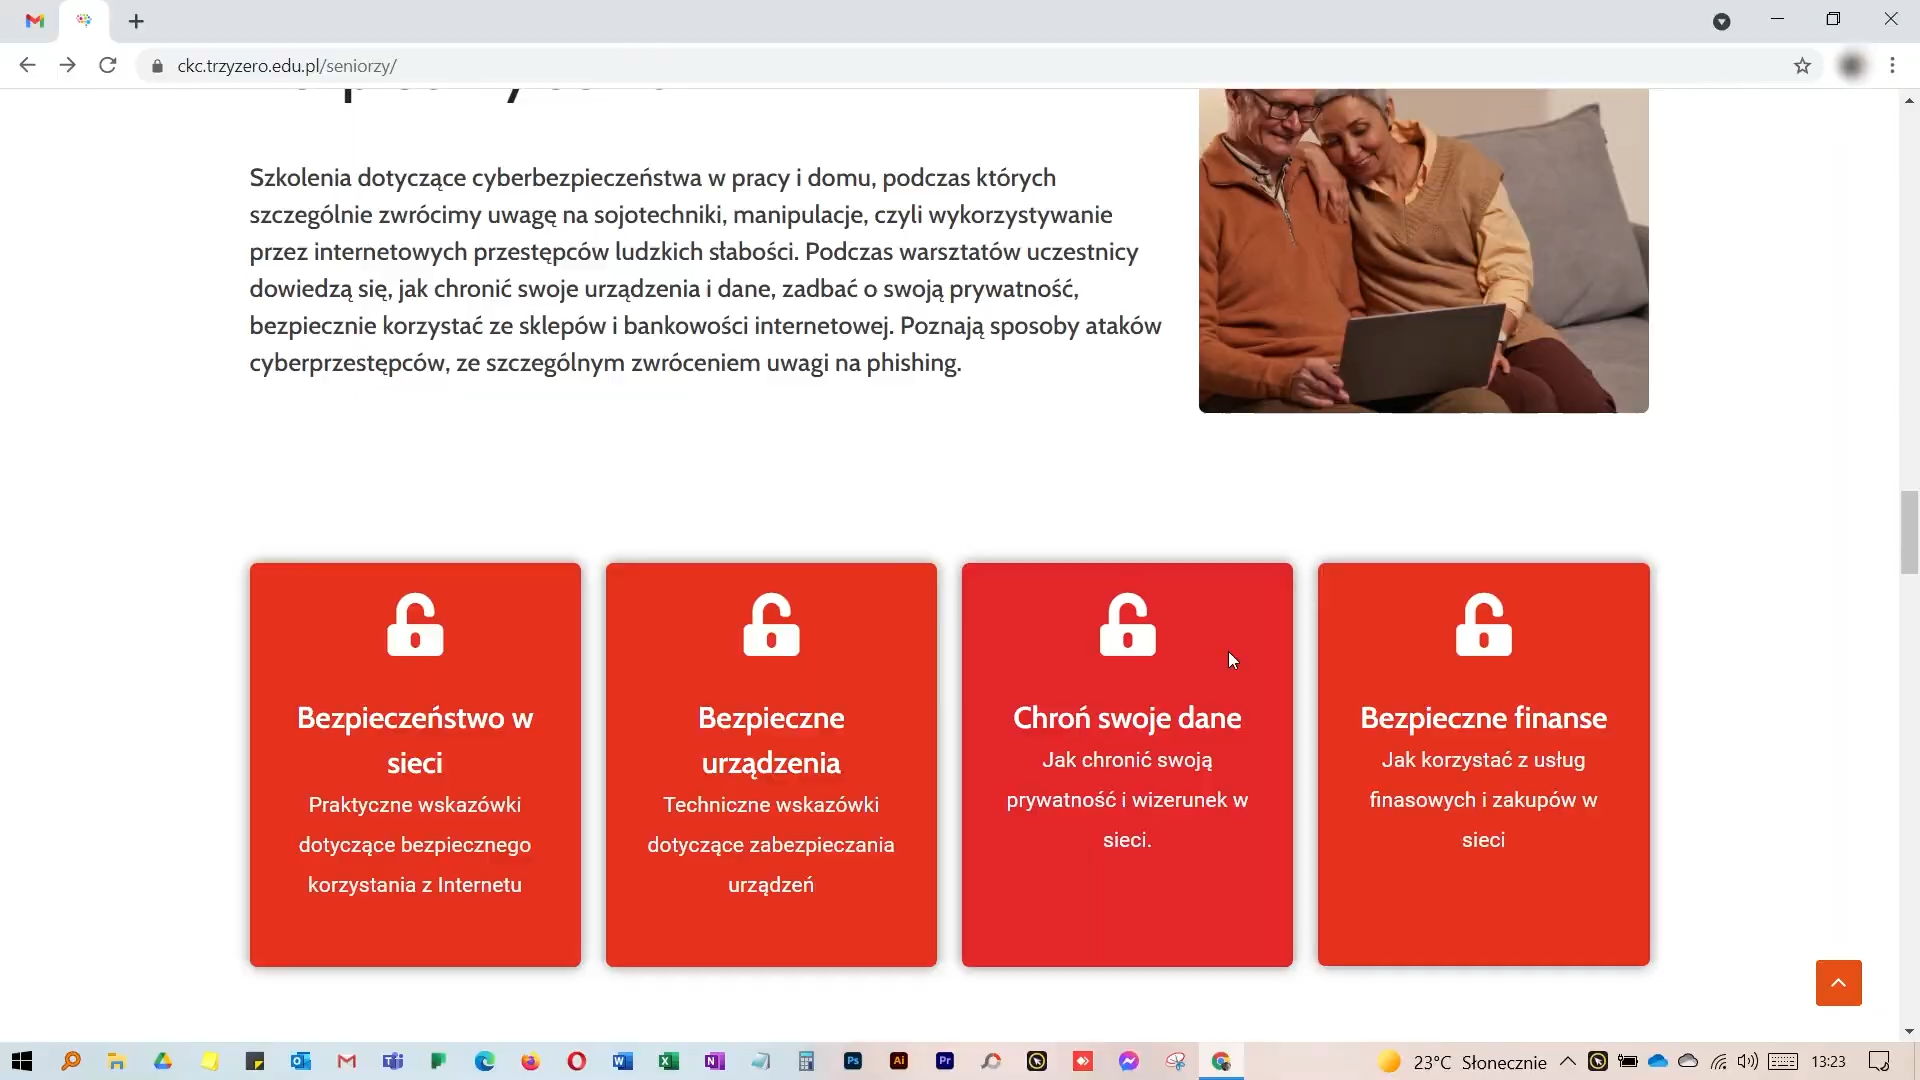 ckc.trzyzero.edu.pl/seniorzy/
Szkolenia dotyczące cyberbezpieczeństwa w pracy i domu, podczas których
szczególnie zwrócimy uwagę na sojotechniki, manipulacje, czyli wykorzystywanie
przez internetowych przestępców ludzkich słabości. Podczas warsztatów uczestnicy
dowiedzą się, jak chronić swoje urządzenia i dane, zadbać o swoją prywatność,
bezpiecznie korzystać ze sklepów i bankowości internetowej. Poznają sposoby ataków
cyberprzestępców, ze szczególnym zwróceniem uwagi na phishing.
Bezpieczeństwo w
sieci
Praktyczne wskazówki
dotyczące bezpiecznego
korzystania z Internetu
Bezpieczne
urządzenia
Techniczne wskazówki
dotyczące zabezpieczania
urządzeń
Chroń swoje dane
Jak chronić swoją
prywatność i wizerunek w
sieci.
Bezpieczne finanse
Jak korzystać z usług
finasowych i zakupów w
sieci
23°C Słonecznie
13:23